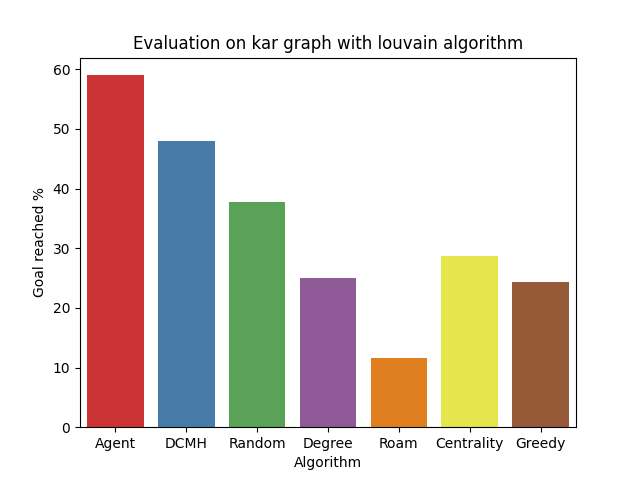 Evaluation on kar graph with louvain algorithm
Goal reached %
60
50
40
30
20
10
0
Agent DCMH Random Degree Roam Centrality Greedy
Algorithm